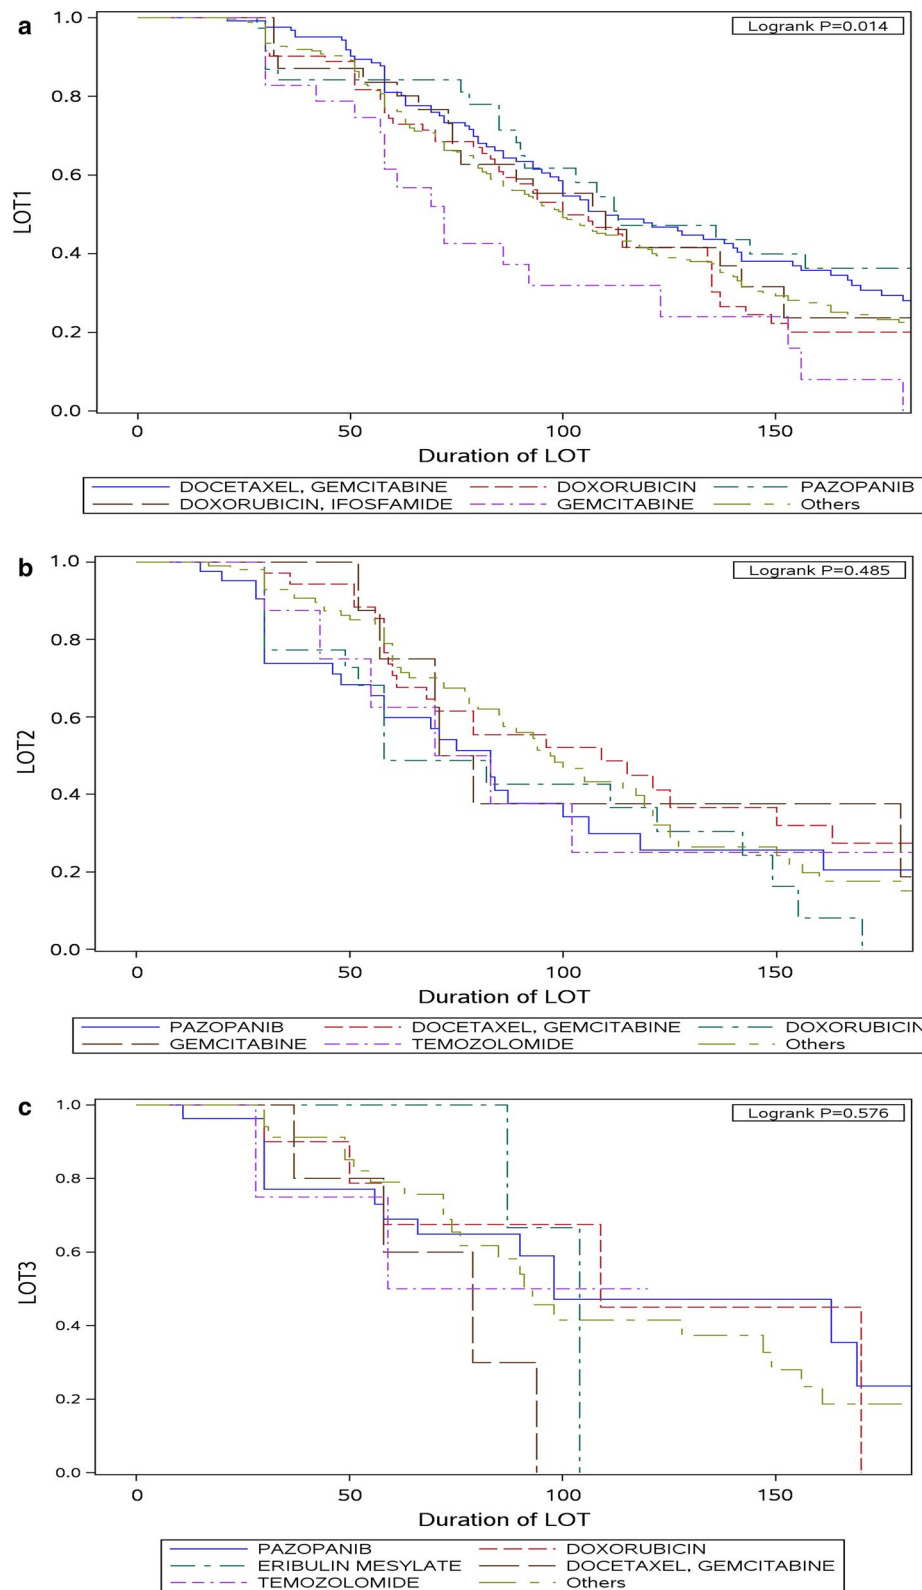 a
Logrank P=0.014
1.0
0.8
0.6
0.4
0.2
0.0
LOT1
0 50 100 150
Duration of LOT
DOCETAXEL, GEMCITABINE DOXORUBICIN PAZOPANIB
DOXORUBICIN, IFOSFAMIDE GEMCITABINE Others
b
Logrank P=0.485
1.0
0.8
0.6
0.4
0.2
0.0
LOT2
0 50 100 150
Duration of LOT
PAZOPANIB DOCETAXEL, GEMCITABINE DOXORUBICIN
GEMCITABINE TEMOZOLOMIDE Others
c
Logrank P=0.576
1.0
0.8
0.6
0.4
0.2
0.0
LOT3
0 50 100 150
Duration of LOT
PAZOPANIB DOXORUBICIN
ERIBULIN MESYLATE DOCETAXEL, GEMCITABINE
TEMOZOLOMIDE Others